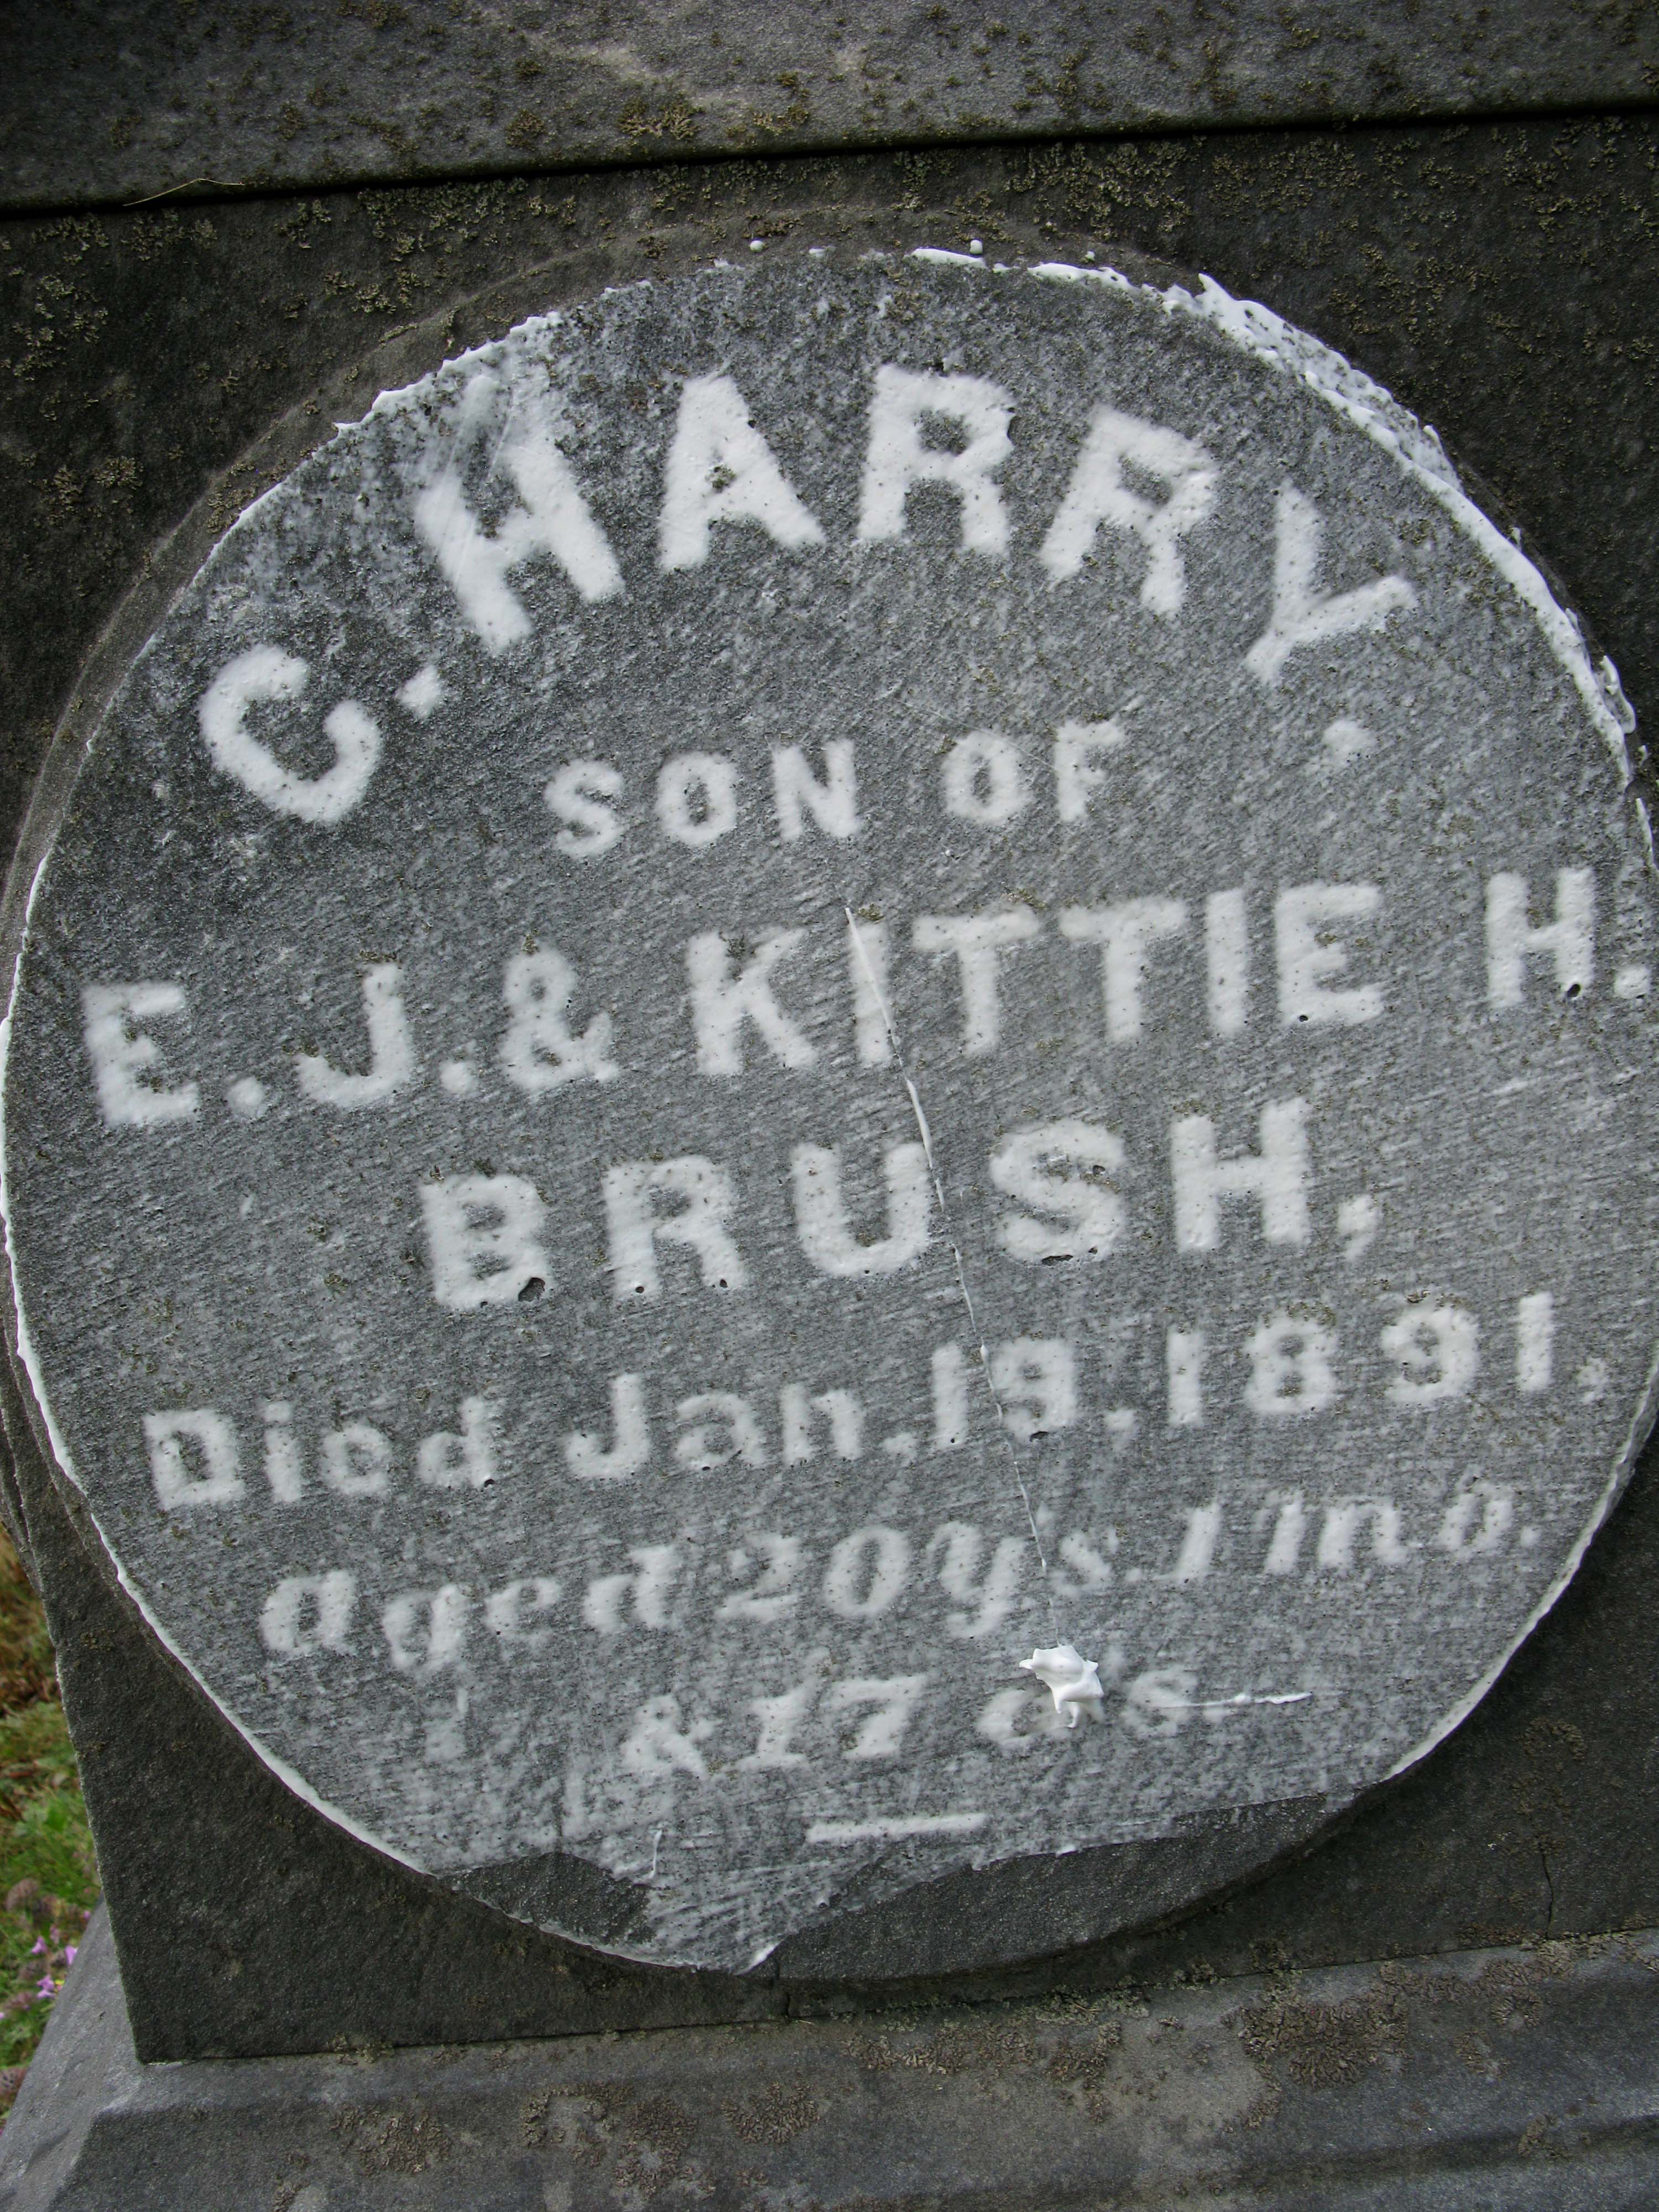 C. HARRY.
SON OF
E. J. & KITTIE H.
BRUSH,
Died Jan. 19, 1891,
aged 20 ys. 1 mo.
& 17 ds